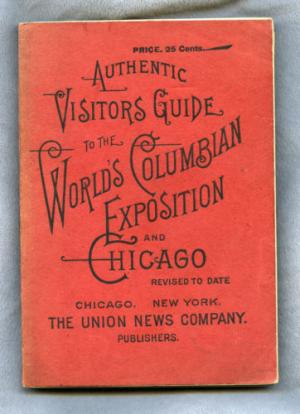 PRICE. 25 Cents.
AUTHENTIC
VISITORS GUIDE
TO THE
WORLD'S COLUMBIAN
EXPOSITION
AND
CHICAGO
REVISED TO DATE
CHICAGO. NEW YORK.
THE UNION NEWS COMPANY.
PUBLISHERS.